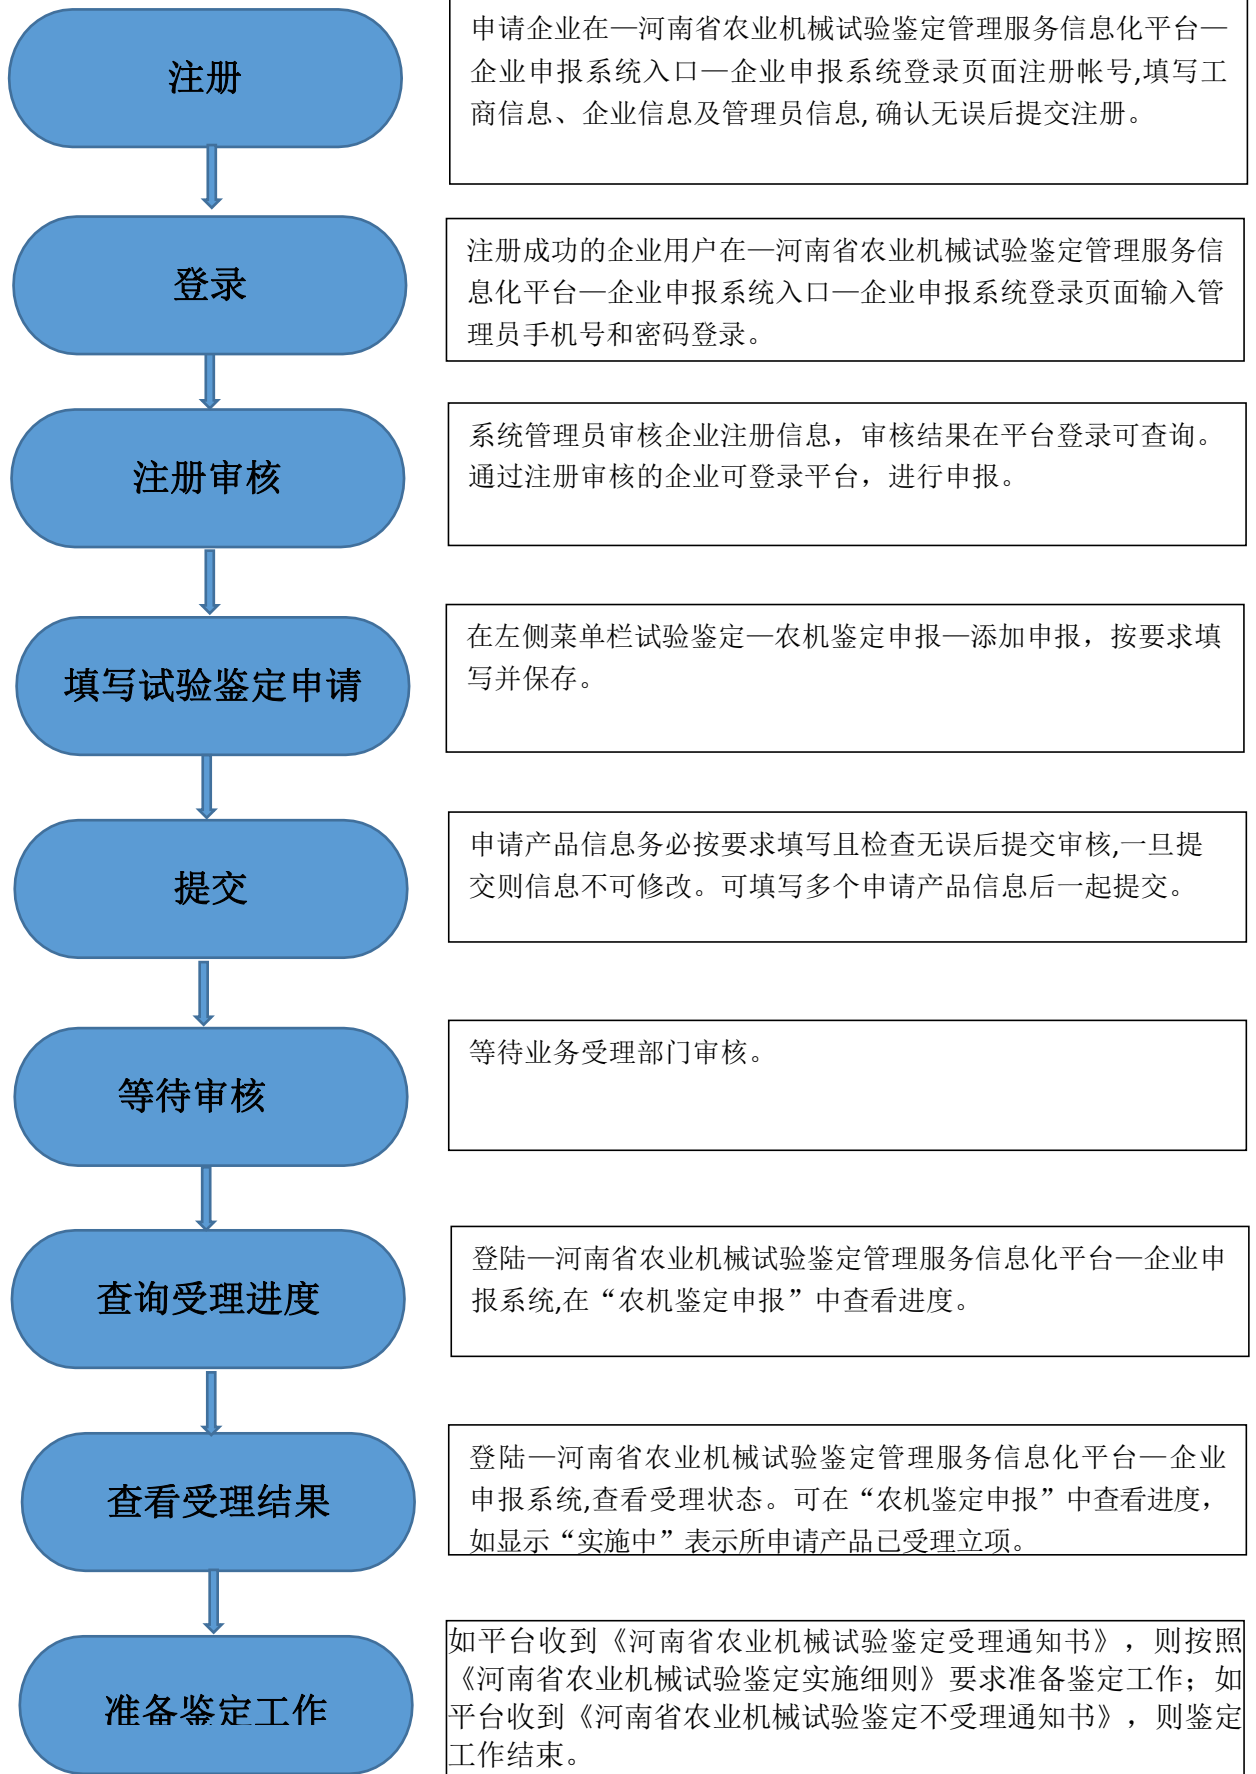 注册
申请企业在—河南省农业机械试验鉴定管理服务信息化平台—
企业申报系统入口—企业申报系统登录页面注册帐号,填写工
商信息、企业信息及管理员信息,确认无误后提交注册。
登录
注册成功的企业用户在—河南省农业机械试验鉴定管理服务信
息化平台—企业申报系统入口—企业申报系统登录页面输入管
理员手机号和密码登录。
注册审核
系统管理员审核企业注册信息，审核结果在平台登录可查询。
通过注册审核的企业可登录平台，进行申报。
填写试验鉴定申请
在左侧菜单栏试验鉴定—农机鉴定申报—添加申报，按要求填
写并保存。
提交
申请产品信息务必按要求填写且检查无误后提交审核,一旦提
交则信息不可修改。可填写多个申请产品信息后一起提交。
等待审核
等待业务受理部门审核。
查询受理进度
登陆—河南省农业机械试验鉴定管理服务信息化平台—企业申
报系统,在“农机鉴定申报”中查看进度。
查看受理结果
登陆—河南省农业机械试验鉴定管理服务信息化平台—企业
申报系统,查看受理状态。可在“农机鉴定申报”中查看进度，
如显示“实施中”表示所申请产品已受理立项。
准备鉴定工作
如平台收到《河南省农业机械试验鉴定受理通知书》，则按照
《河南省农业机械试验鉴定实施细则》要求准备鉴定工作；如
平台收到《河南省农业机械试验鉴定不受理通知书》，则鉴定
工作结束。